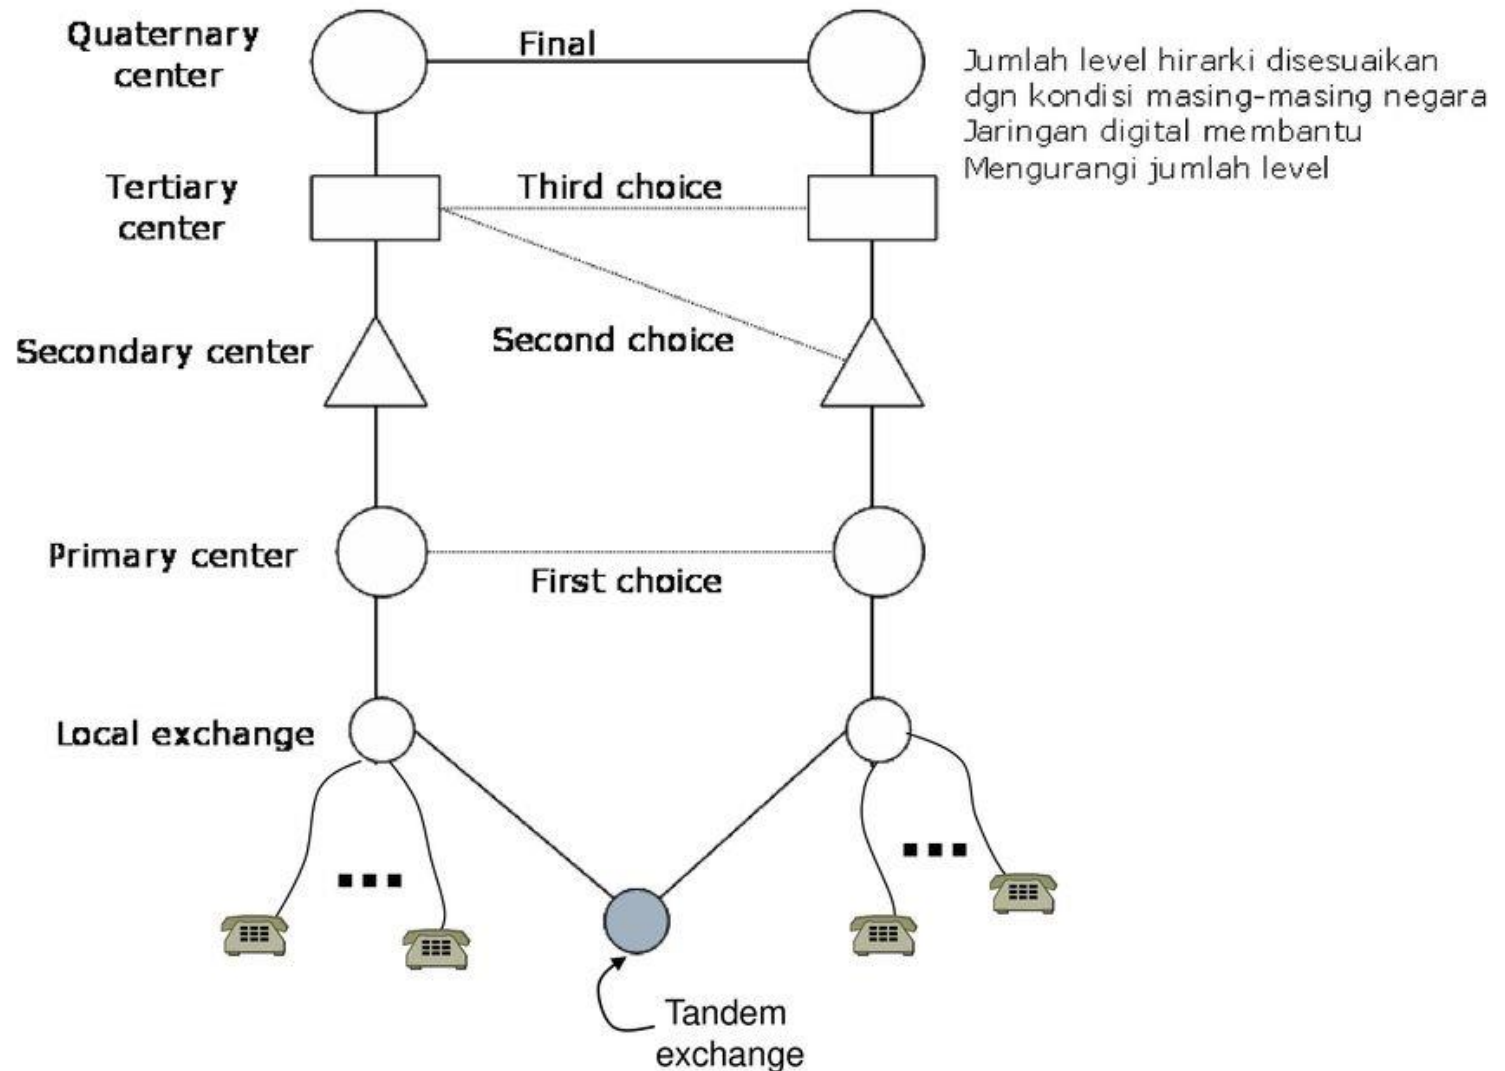 Quaternary
center
Final
Jumlah level hirarki disesuaikan
dgn kondisi masing-masing negara
Jaringan digital membantu
Mengurangi jumlah level
Tertiary
center
Third choice
Secondary center
Second choice
Primary center
First choice
Local exchange
Tandem
exchange